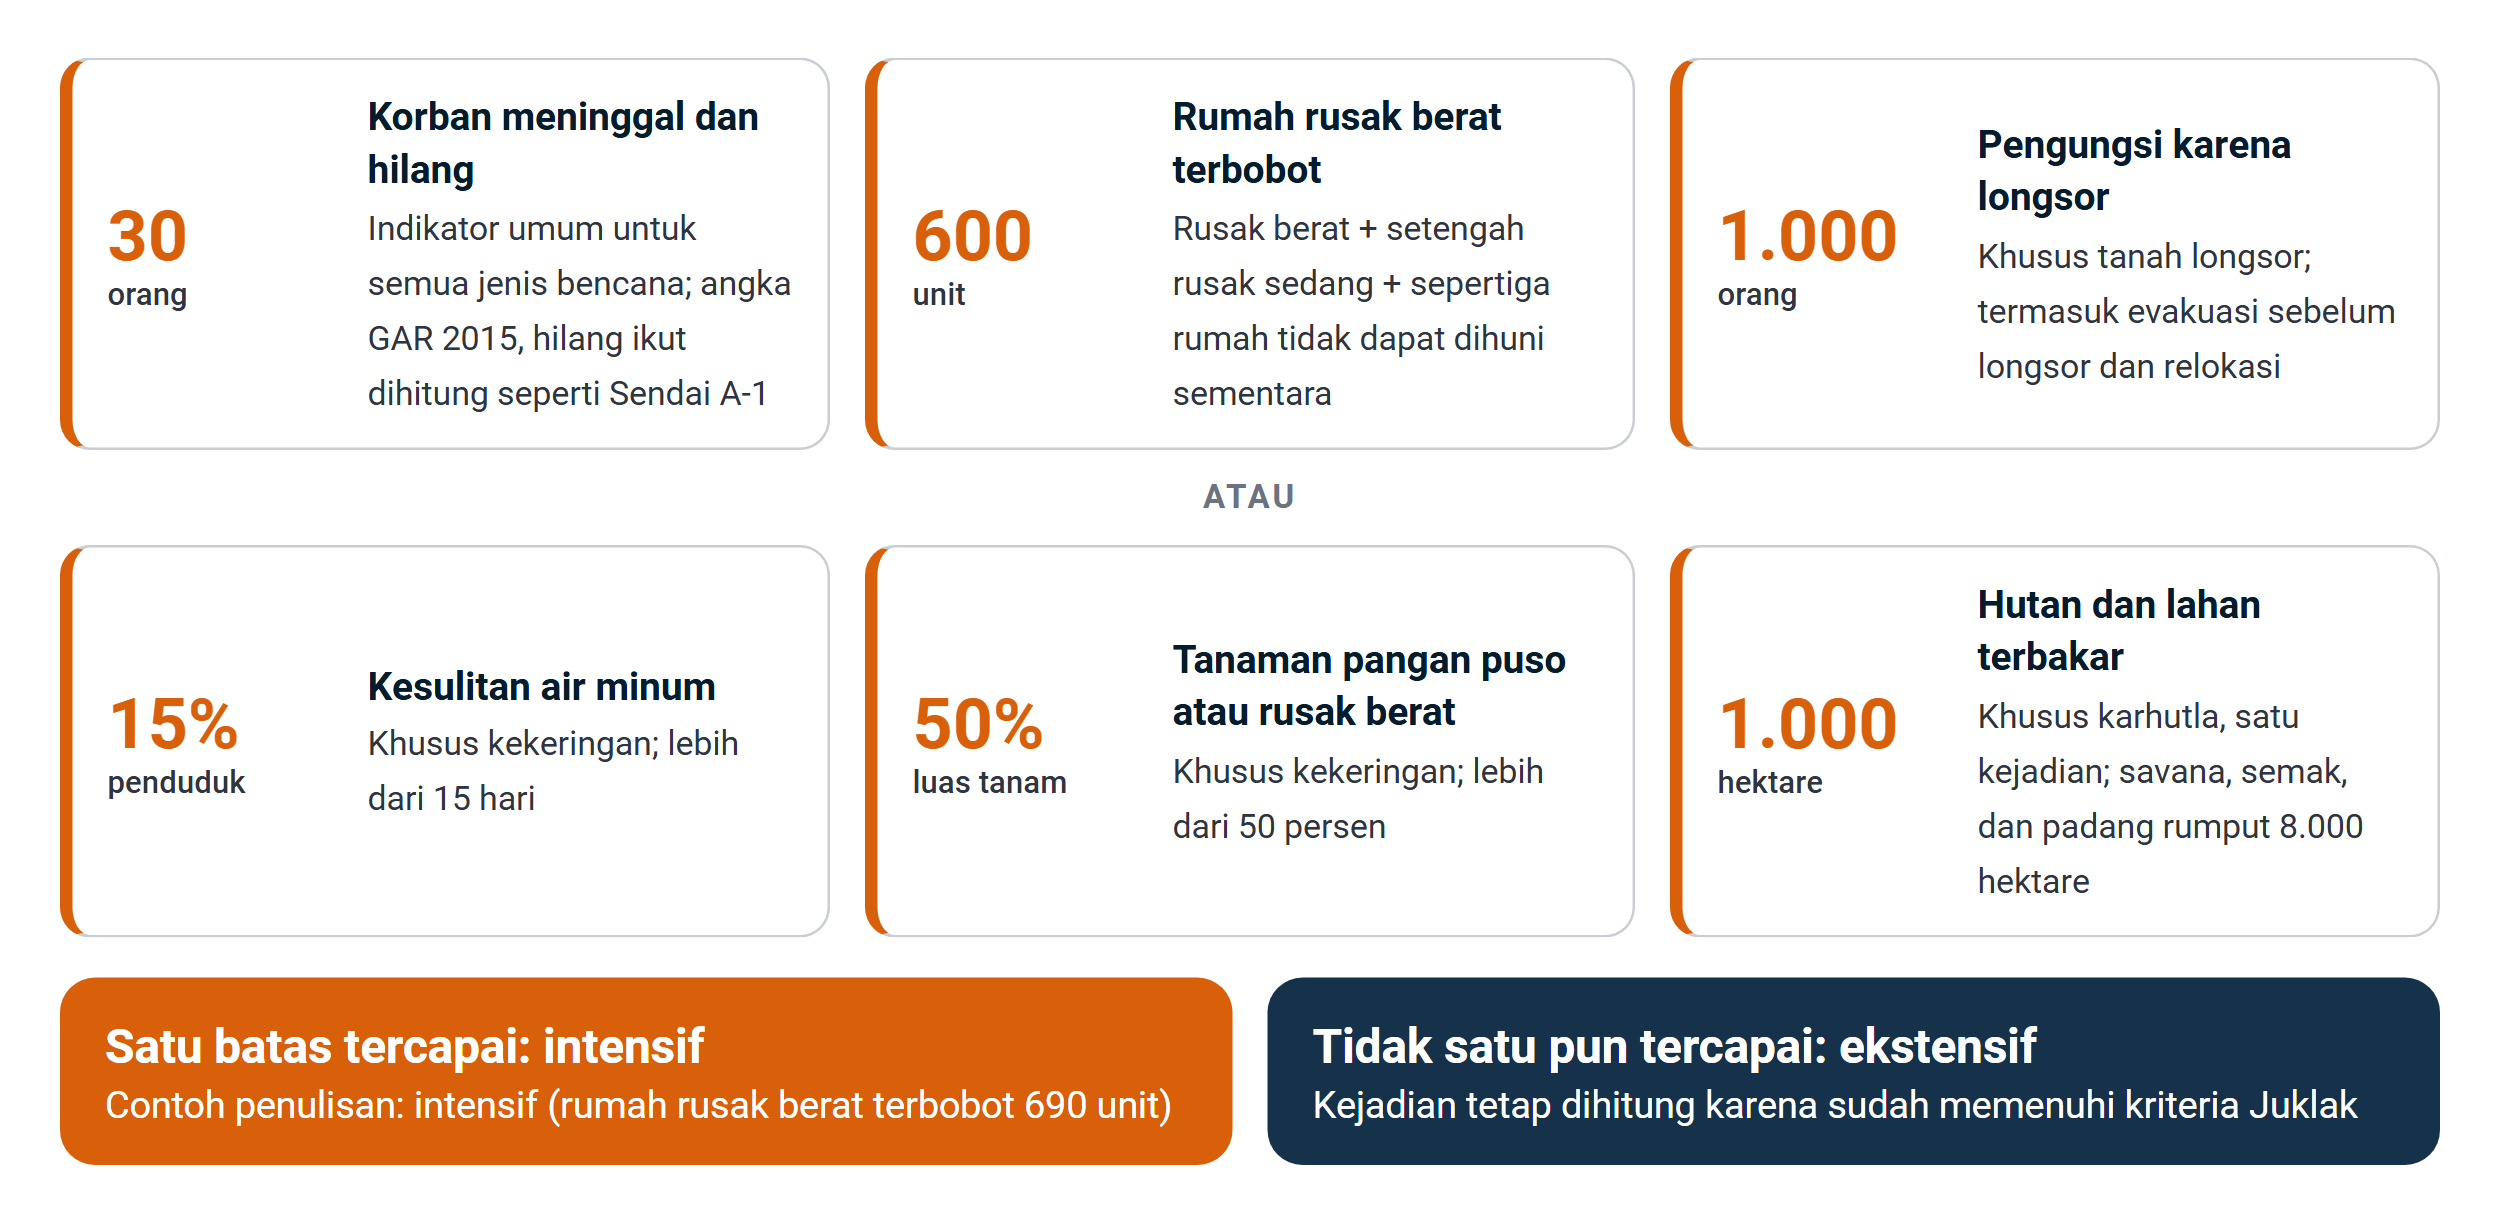 30
orang
Korban meninggal dan
hilang
Indikator umum untuk
semua jenis bencana; angka
GAR 2015, hilang ikut
dihitung seperti Sendai A-1
600
unit
Rumah rusak berat
terbobot
Rusak berat + setengah
rusak sedang + sepertiga
rumah tidak dapat dihuni
sementara
1.000
orang
Pengungsi karena
longsor
Khusus tanah longsor;
termasuk evakuasi sebelum
longsor dan relokasi
ATAU
15%
penduduk
Kesulitan air minum
Khusus kekeringan; lebih
dari 15 hari
50%
luas tanam
Tanaman pangan puso
atau rusak berat
Khusus kekeringan; lebih
dari 50 persen
1.000
hektare
Hutan dan lahan
terbakar
Khusus karhutla, satu
kejadian; savana, semak,
dan padang rumput 8.000
hektare
Satu batas tercapai: intensif
Contoh penulisan: intensif (rumah rusak berat terbobot 690 unit)
Tidak satu pun tercapai: ekstensif
Kejadian tetap dihitung karena sudah memenuhi kriteria Juklak